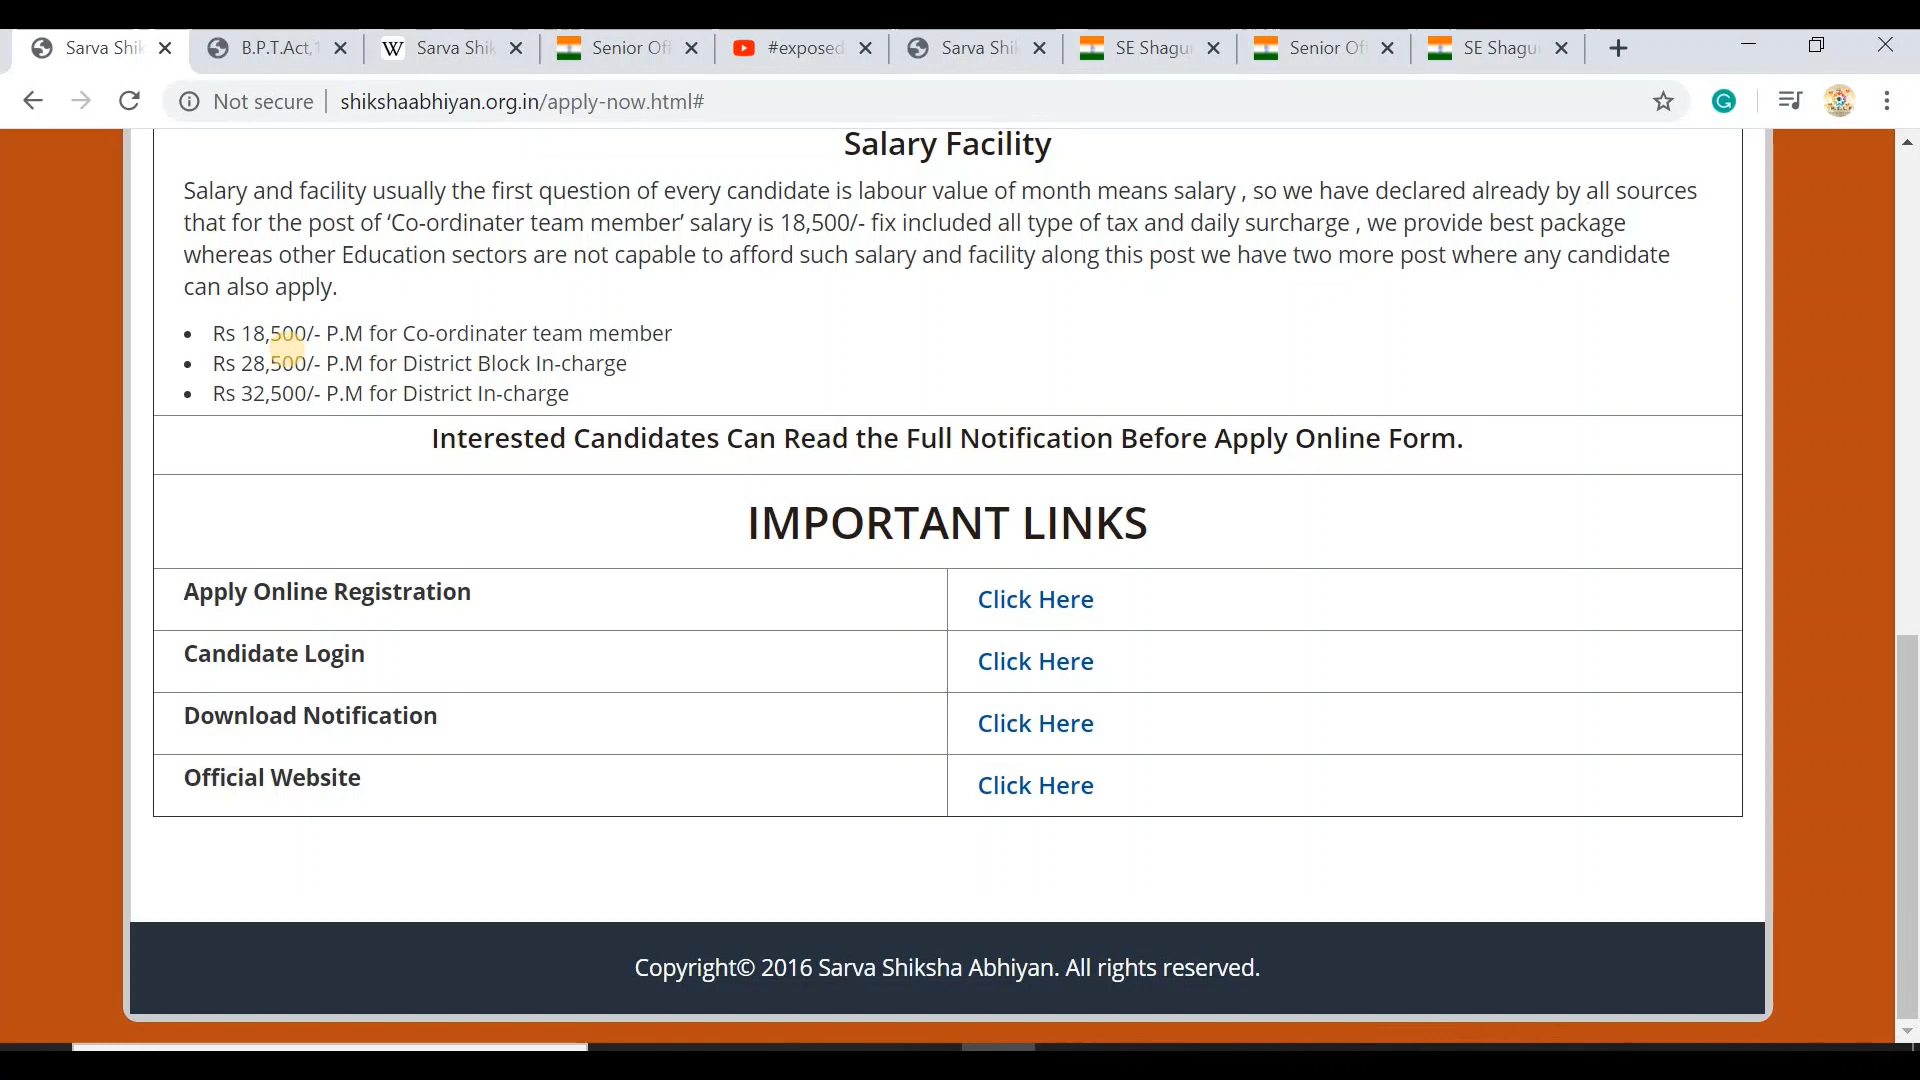 Sarva Shik
B.P.T.Act,1
W Sarva Shik
Senior Off
#exposed
Sarva Shik
SE Shagu
Senior Of
SE Shagu
Not secure shikshaabhiyan.org.in/apply-now.html#
Salary Facility
Salary and facility usually the first question of every candidate is labour value of month means salary , so we have declared already by all sources
that for the post of ‘Co-ordinater team member’ salary is 18,500/- fix included all type of tax and daily surcharge , we provide best package
whereas other Education sectors are not capable to afford such salary and facility along this post we have two more post where any candidate
can also apply.
• Rs 18,500/- P.M for Co-ordinater team member
• Rs 28,500/- P.M for District Block In-charge
• Rs 32,500/- P.M for District In-charge
Interested Candidates Can Read the Full Notification Before Apply Online Form.
IMPORTANT LINKS
Apply Online Registration Click Here
Candidate Login Click Here
Download Notification Click Here
Official Website Click Here
Copyright© 2016 Sarva Shiksha Abhiyan. All rights reserved.